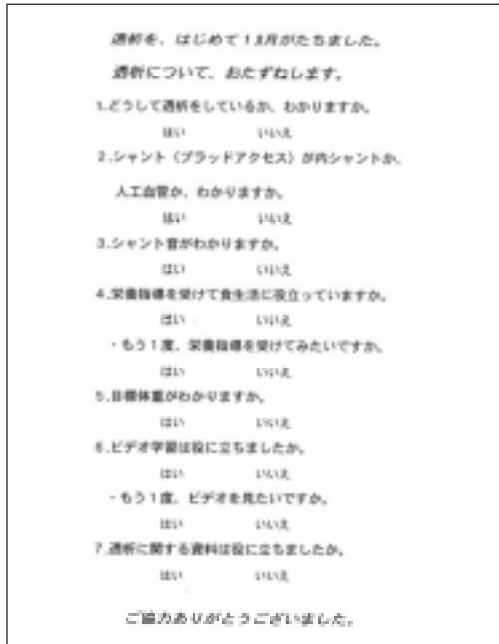 透析を、はじめて1ヶ月がたちました。
透析について、おたずねします。
1.どうして透析をしているか、わかりますか。
はい いいえ
2.シャント（ブラッドアクセス）が内シャントか、
人工血管か、わかりますか。
はい いいえ
3.シャント音がわかりますか。
はい いいえ
4.栄養指導を受けて食生活に役立っていますか。
はい いいえ
・もう1度、栄養指導を受けてみたいですか。
はい いいえ
5.目標体重がわかりますか。
はい いいえ
6.ビデオ学習は役に立ちましたか。
はい いいえ
・もう1度、ビデオを見たいですか。
はい いいえ
7.透析に関する資料は役に立ちましたか。
はい いいえ
ご協力ありがとうございました。